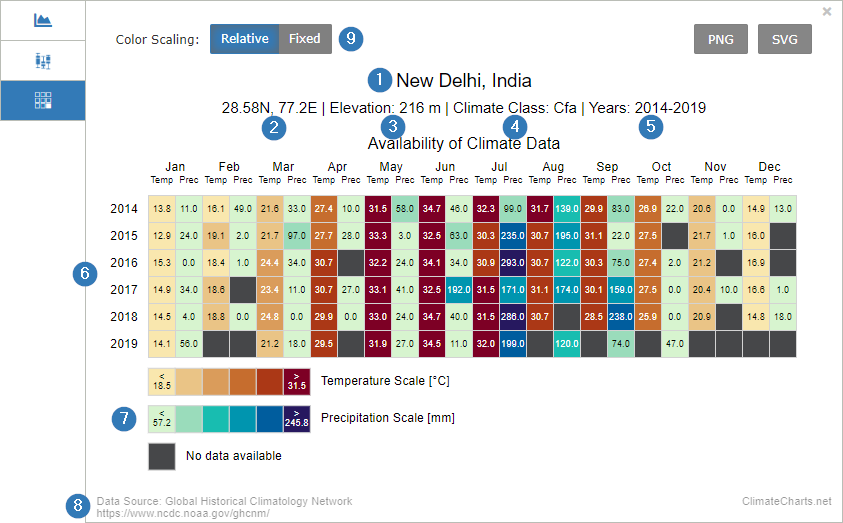 ×
Color Scaling: Relative Fixed 9 PNG SVG
1 New Delhi, India
28.58N, 77.2E | Elevation: 216 m | Climate Class: Cfa | Years: 2014-2019
2 3 4 5
Availability of Climate Data
Jan Feb Mar Apr May Jun Jul Aug Sep Oct Nov Dec
Temp Prec Temp Prec Temp Prec Temp Prec Temp Prec Temp Prec Temp Prec Temp Prec Temp Prec Temp Prec Temp Prec Temp Prec
2014 13.8 11.0 16.1 49.0 21.6 33.0 27.4 10.0 31.5 58.0 34.7 46.0 32.3 99.0 31.7 139.0 29.9 83.0 26.9 22.0 20.6 0.0 14.9 13.0
2015 12.9 24.0 19.1 2.0 21.7 97.0 27.7 28.0 33.3 3.0 32.5 63.0 30.3 235.0 30.7 195.0 31.1 22.0 27.5 21.7 1.0 16.0
2016 15.3 0.0 18.4 1.0 24.4 34.0 30.7 32.2 24.0 34.1 34.0 30.9 293.0 30.7 122.0 30.3 75.0 27.4 2.0 21.2 16.9
6
2017 14.9 34.0 18.6 23.4 11.0 30.7 27.0 33.1 41.0 32.5 192.0 31.5 171.0 31.1 174.0 30.1 159.0 27.5 0.0 20.4 10.0 16.6 1.0
2018 14.5 4.0 18.8 0.0 24.8 0.0 29.9 0.0 33.0 24.0 34.7 40.0 31.5 286.0 30.7 28.5 238.0 25.9 0.0 20.9 14.8 18.0
2019 14.1 56.0 21.2 18.0 29.5 31.9 27.0 34.5 11.0 32.0 199.0 120.0 74.0 47.0
< >
18.5 31.5 Temperature Scale [°C]
< >
7 57.2 245.8 Precipitation Scale [mm]
No data available
8 Data Source: Global Historical Climatology Network ClimateCharts.net
https://www.ncdc.noaa.gov/ghcnm/